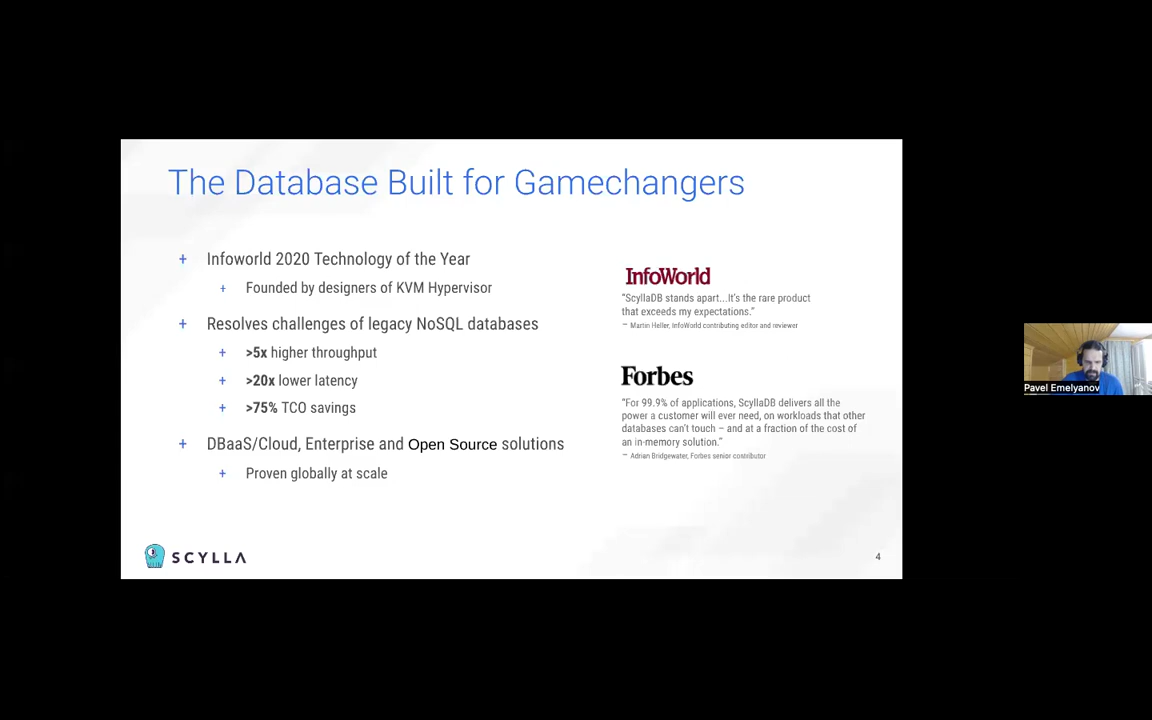 The Database Built for Gamechangers
+ Infoworld 2020 Technology of the Year
+ Founded by designers of KVM Hypervisor
+ Resolves challenges of legacy NoSQL databases
+ >5x higher throughput
+ >20x lower latency
+ >75% TCO savings
+ DBaaS/Cloud, Enterprise and Open Source solutions
+ Proven globally at scale
InfoWorld
“ScyllaDB stands apart...It’s the rare product
that exceeds my expectations.”
– Martin Heller, InfoWorld contributing editor and reviewer
Forbes
“For 99.9% of applications, ScyllaDB delivers all the
power a customer will ever need, on workloads that other
databases can’t touch – and at a fraction of the cost of
an in-memory solution.”
– Adrian Bridgewater, Forbes senior contributor
SCYLLA
4
Pavel Emelyanov